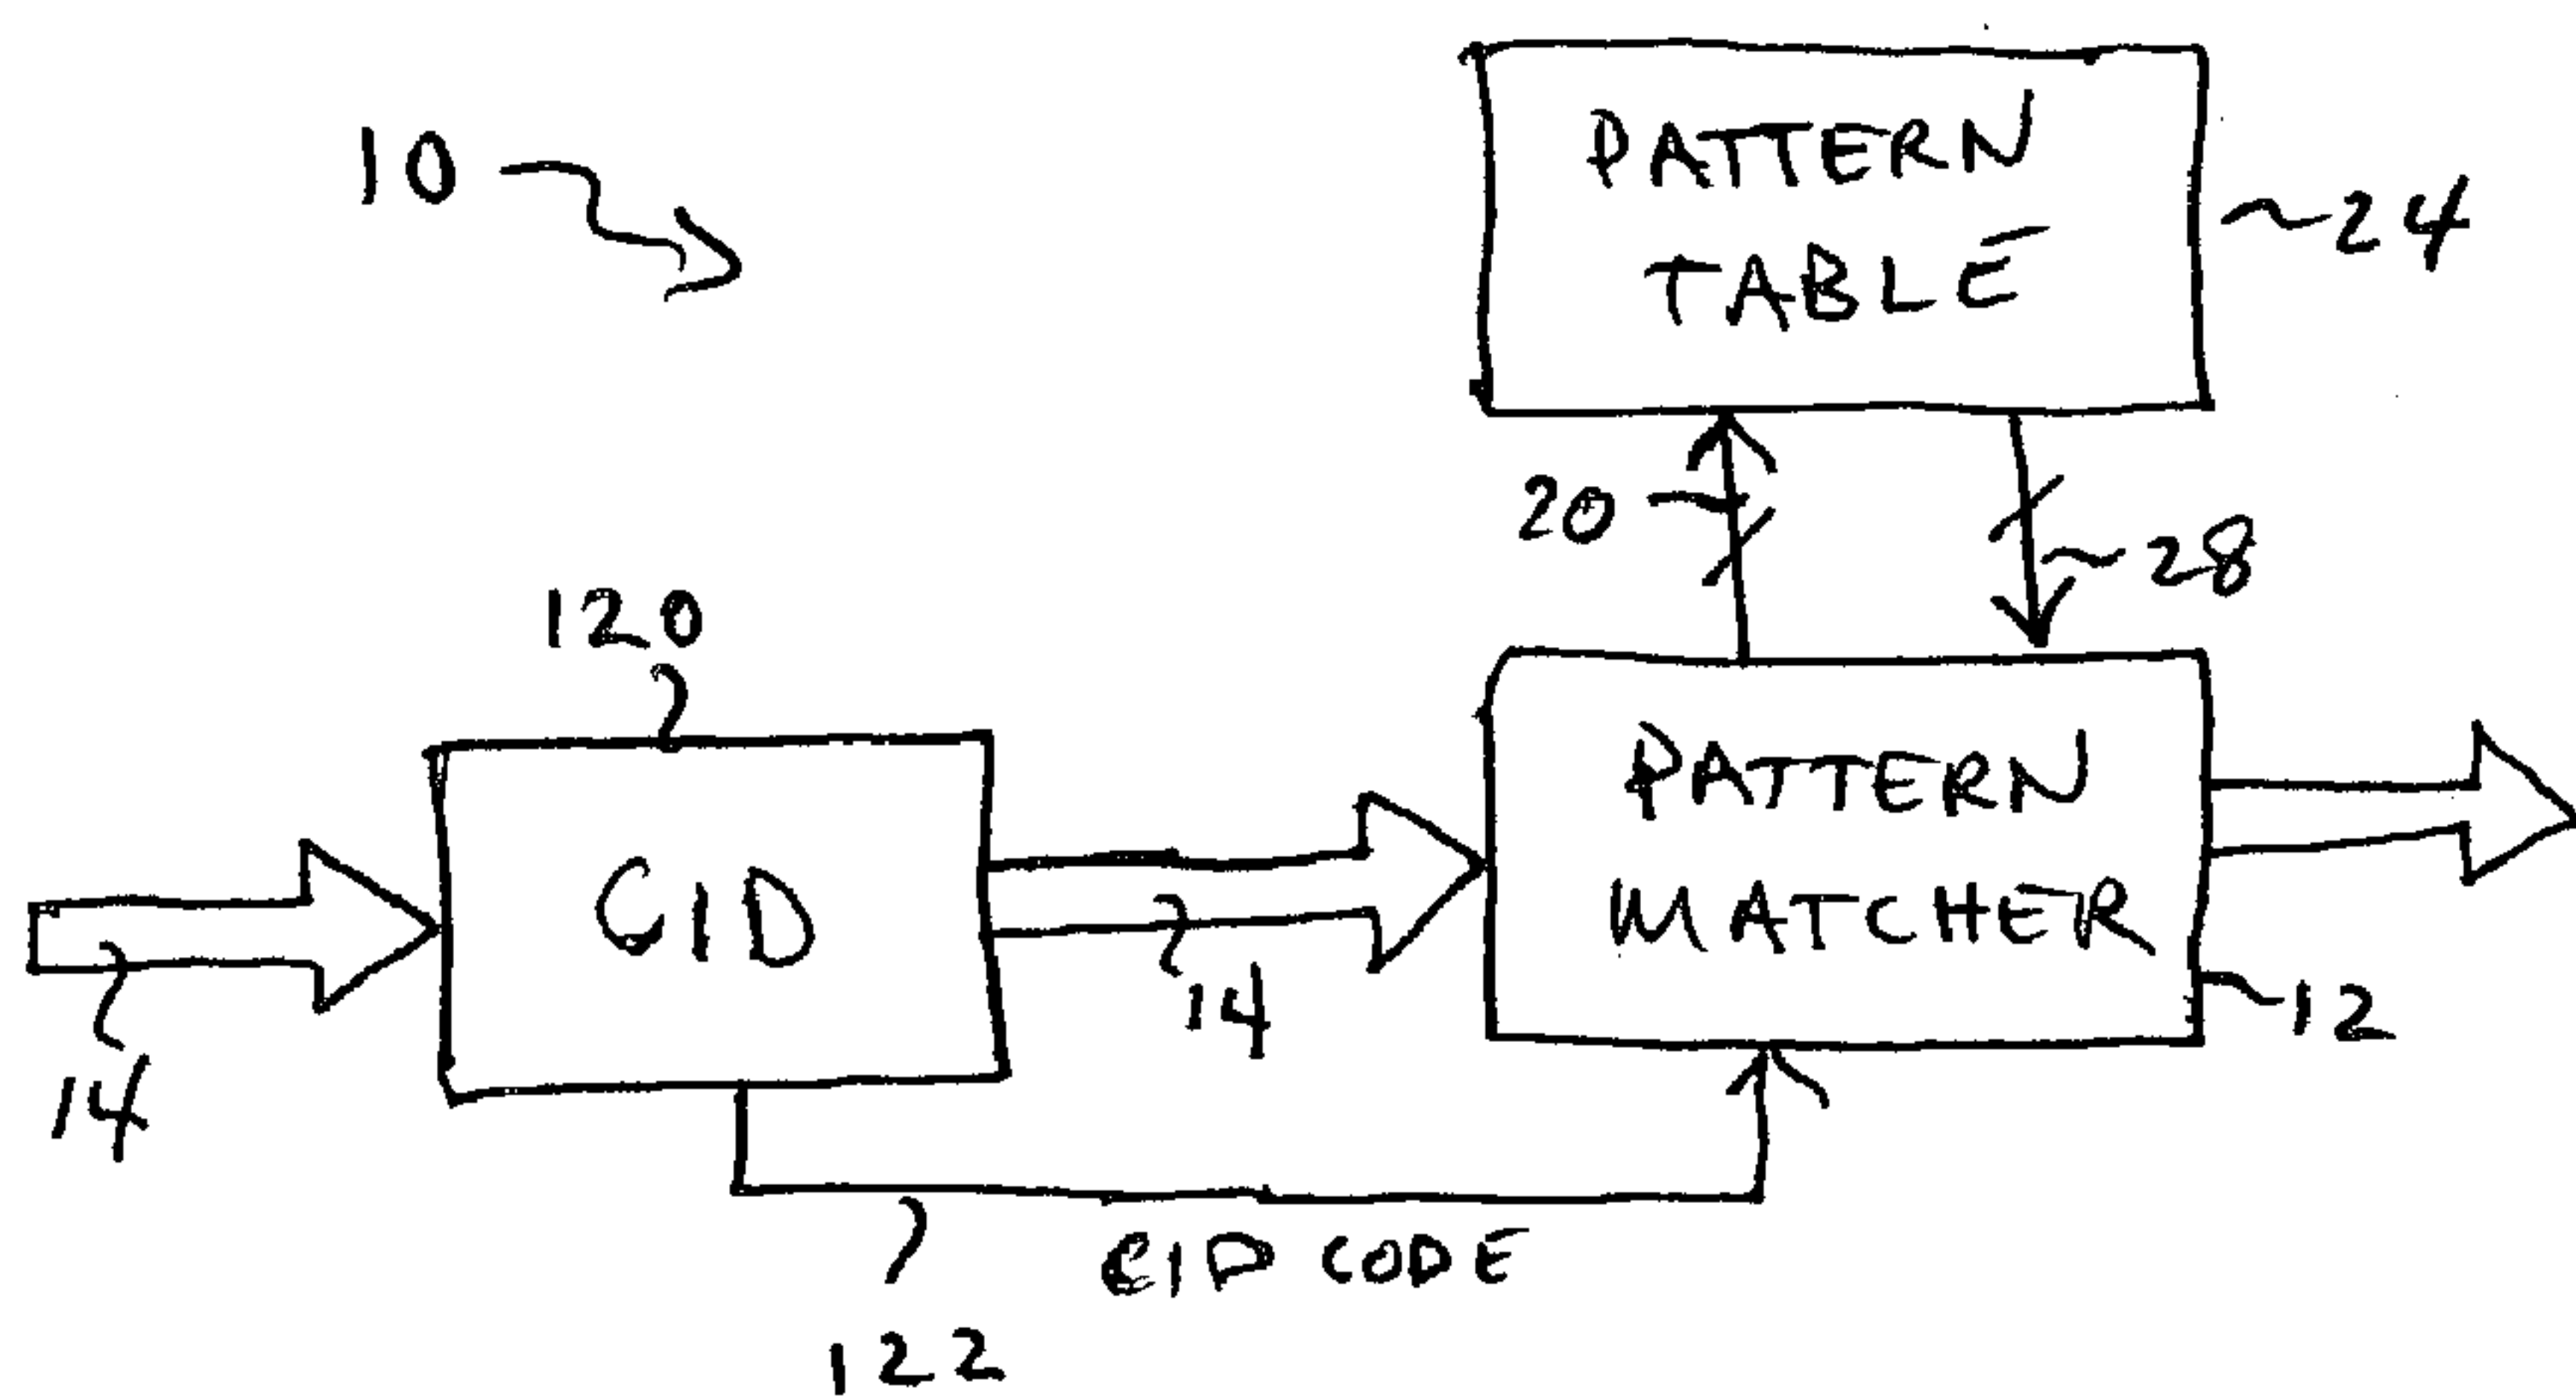 10
PATTERN
TABLE
24
20
28
120
CID
PATTERN
MATCHER
14
14
12
CID CODE
122